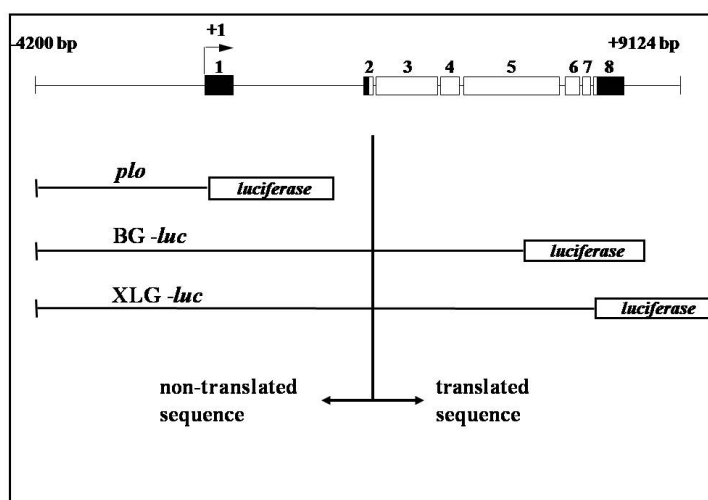 +1
-4200 bp
+9124 bp
1 2 3 4 5 6 7 8
plo
luciferase
BG -luc
luciferase
XLG -luc
luciferase
non-translated
sequence
translated
sequence